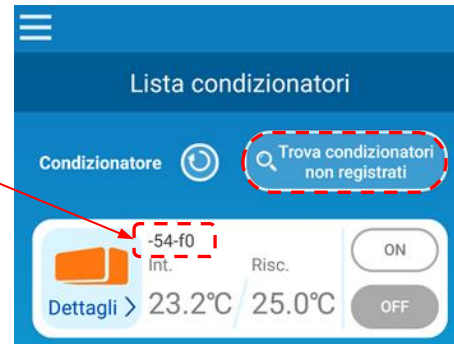 Lista condizionatori
Condizionatore
Trova condizionatori
non registrati
-54-f0
Int.
Risc.
ON
Dettagli >
23.2°C
25.0°C
OFF